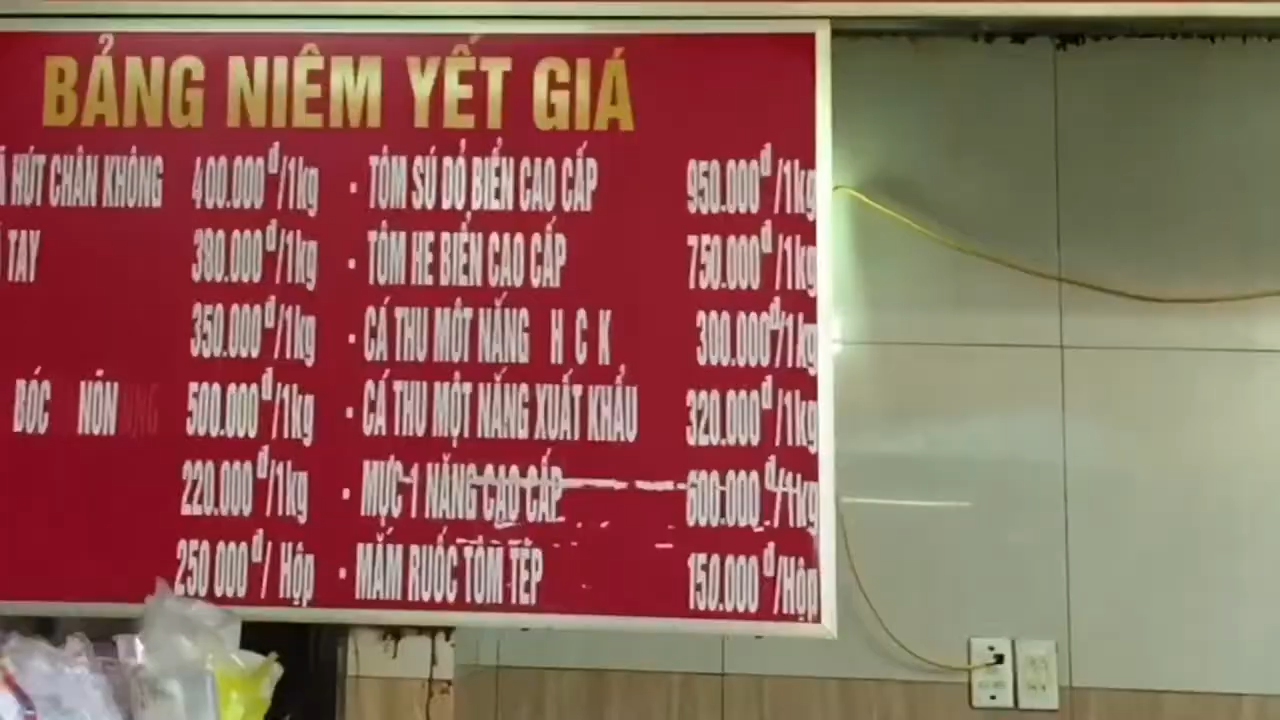 BẢNG NIÊM YẾT GIÁ
HÚT CHÂN KHÔNG 400.000đ/1kg - TÔM SÚ ĐỎ BIỂN CAO CẤP 950.000đ/1kg
TAY 380.000đ/1kg - TÔM HE BIỂN CAO CẤP 750.000đ/1kg
350.000đ/1kg - CÁ THU MỘT NẮNG H C K 300.000đ/1kg
BÓC NÕN 500.000đ/1kg - CÁ THU MỘT NẮNG XUẤT KHẨU 320.000đ/1kg
220.000đ/1kg - MỰC 1 NẮNG CAO CẤP 600.000đ/1kg
250 000đ/ Hộp - MẮM RUỐC TÔM TÉP 150.000đ/Hộp